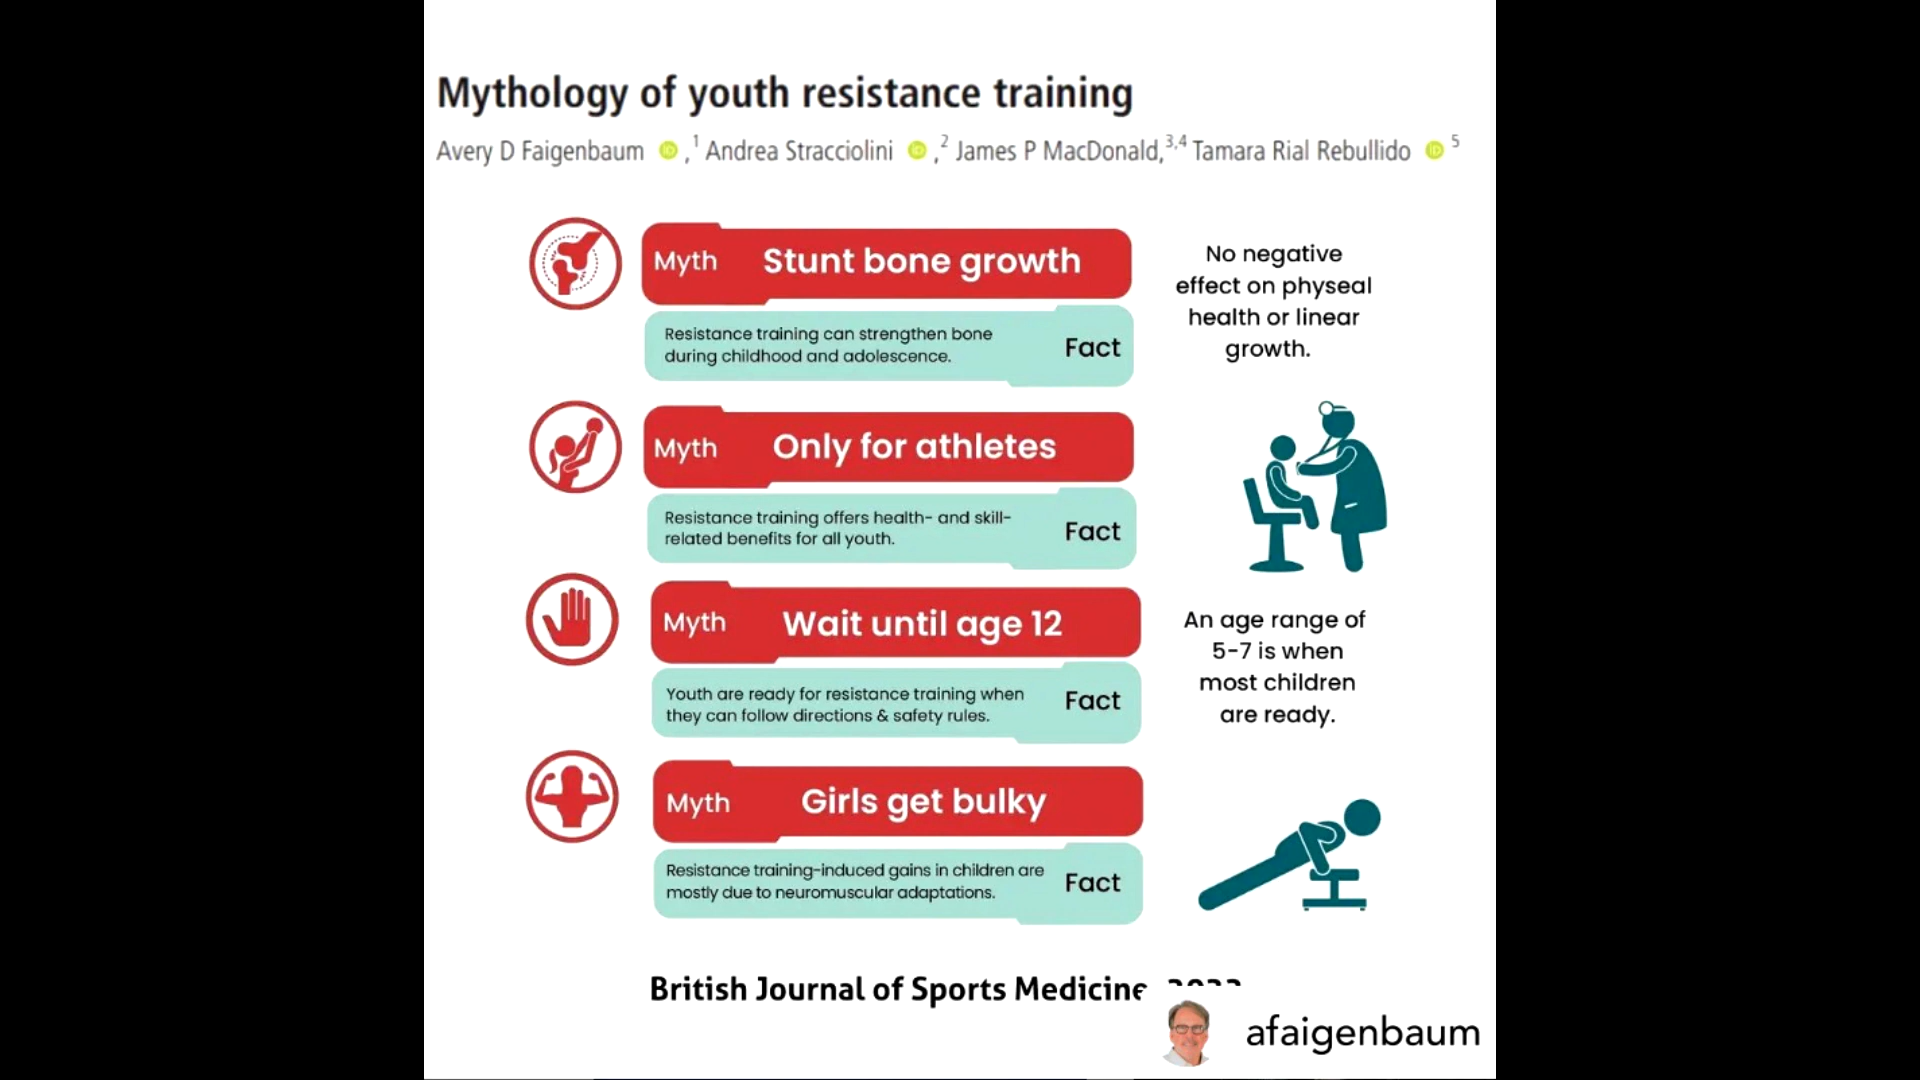 Mythology of youth resistance training
Avery D Faigenbaum ,1 Andrea Stracciolini ,2 James P MacDonald,3,4 Tamara Rial Rebullido 5
Myth Stunt bone growth
Resistance training can strengthen bone
during childhood and adolescence.
Fact
No negative
effect on physeal
health or linear
growth.
Myth Only for athletes
Resistance training offers health- and skill-
related benefits for all youth.
Fact
Myth Wait until age 12
Youth are ready for resistance training when
they can follow directions & safety rules.
Fact
An age range of
5-7 is when
most children
are ready.
Myth Girls get bulky
Resistance training-induced gains in children are
mostly due to neuromuscular adaptations.
Fact
British Journal of Sports Medicine
afaigenbaum